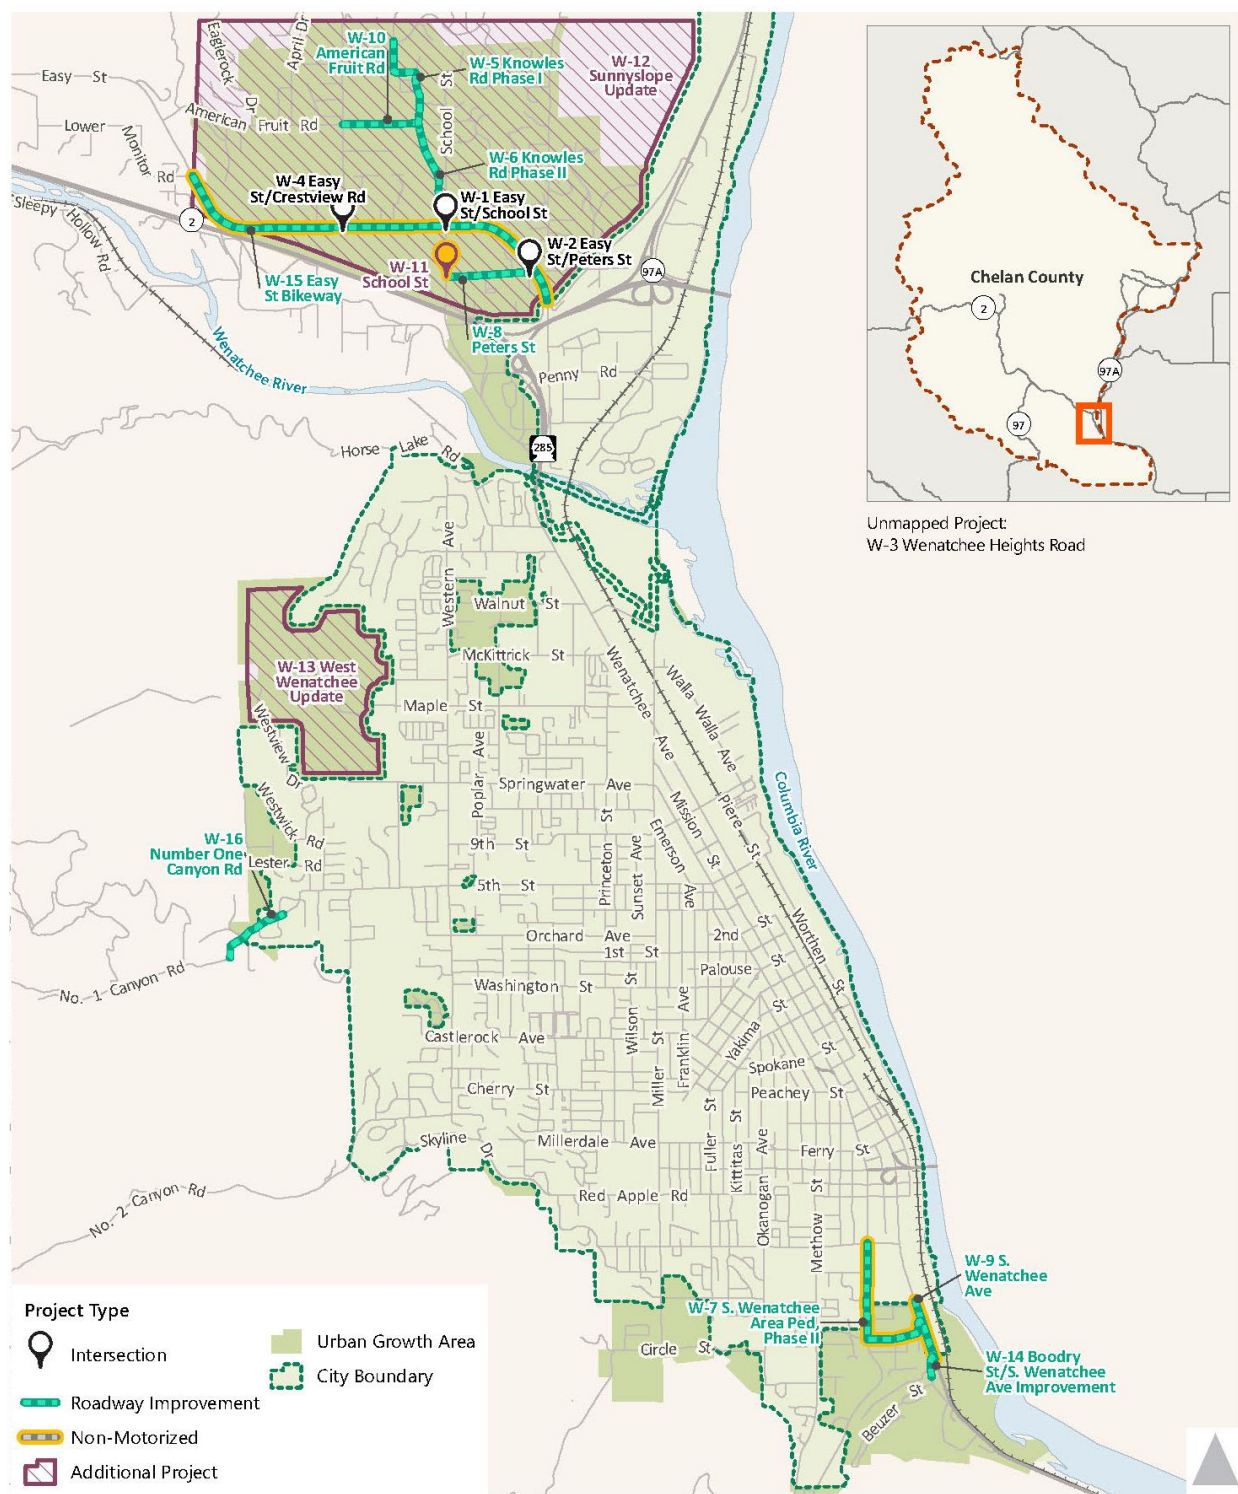 Eaglerock
Dr
April Dr
W-10
American
Fruit Rd
W-5 Knowles
Rd Phase I
School St
W-12
Sunnyslope
Update
Easy St
Lower
Monitor
Rd
American Fruit Rd
W-6 Knowles
Rd Phase II
W-4 Easy
St/Crestview Rd
W-1 Easy
St/School St
W-2 Easy
St/Peters St
2
Sleepy Hollow Rd
W-15 Easy
St Bikeway
W-11
School St
W-8
Peters St
97A
Wenatchee River
Penny Rd
285
Horse Lake Rd
Chelan County
2
97A
97
Unmapped Project:
W-3 Wenatchee Heights Road
Western Ave
Walnut St
McKittrick St
W-13 West
Wenatchee
Update
Maple St
Wenatchee Ave
Walla Walla Ave
Westview Dr
Poplar Ave
Springwater Ave
Columbia River
Westwick Rd
Mission St
Piere St
Emerson Ave
Princeton St
Sunset Ave
9th St
W-16
Number One
Canyon Rd
Lester Rd
5th St
Orchard Ave
2nd St
1st St
Worthen St
Palouse St
No. 1 Canyon Rd
Washington St
Wilson St
Miller St
Franklin Ave
Yakima St
Castlerock Ave
Spokane St
Cherry St
Peachey St
Skyline Dr
Millerdale Ave
Fuller St
Kittitas St
Okanogan Ave
Methow St
Ferry St
No. 2 Canyon Rd
Red Apple Rd
W-9 S.
Wenatchee
Ave
W-7 S. Wenatchee
Area Ped,
Phase II
Circle St
W-14 Boodry
St/S. Wenatchee
Ave Improvement
Beuzer St
Project Type
Intersection
Roadway Improvement
Non-Motorized
Additional Project
Urban Growth Area
City Boundary